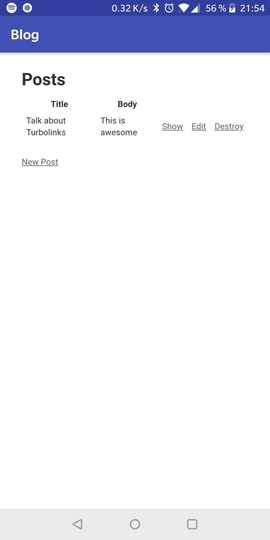 0.32 K/s 56 % 21:54
Blog
Posts
Title Body
Talk about Turbolinks This is awesome Show Edit Destroy
New Post